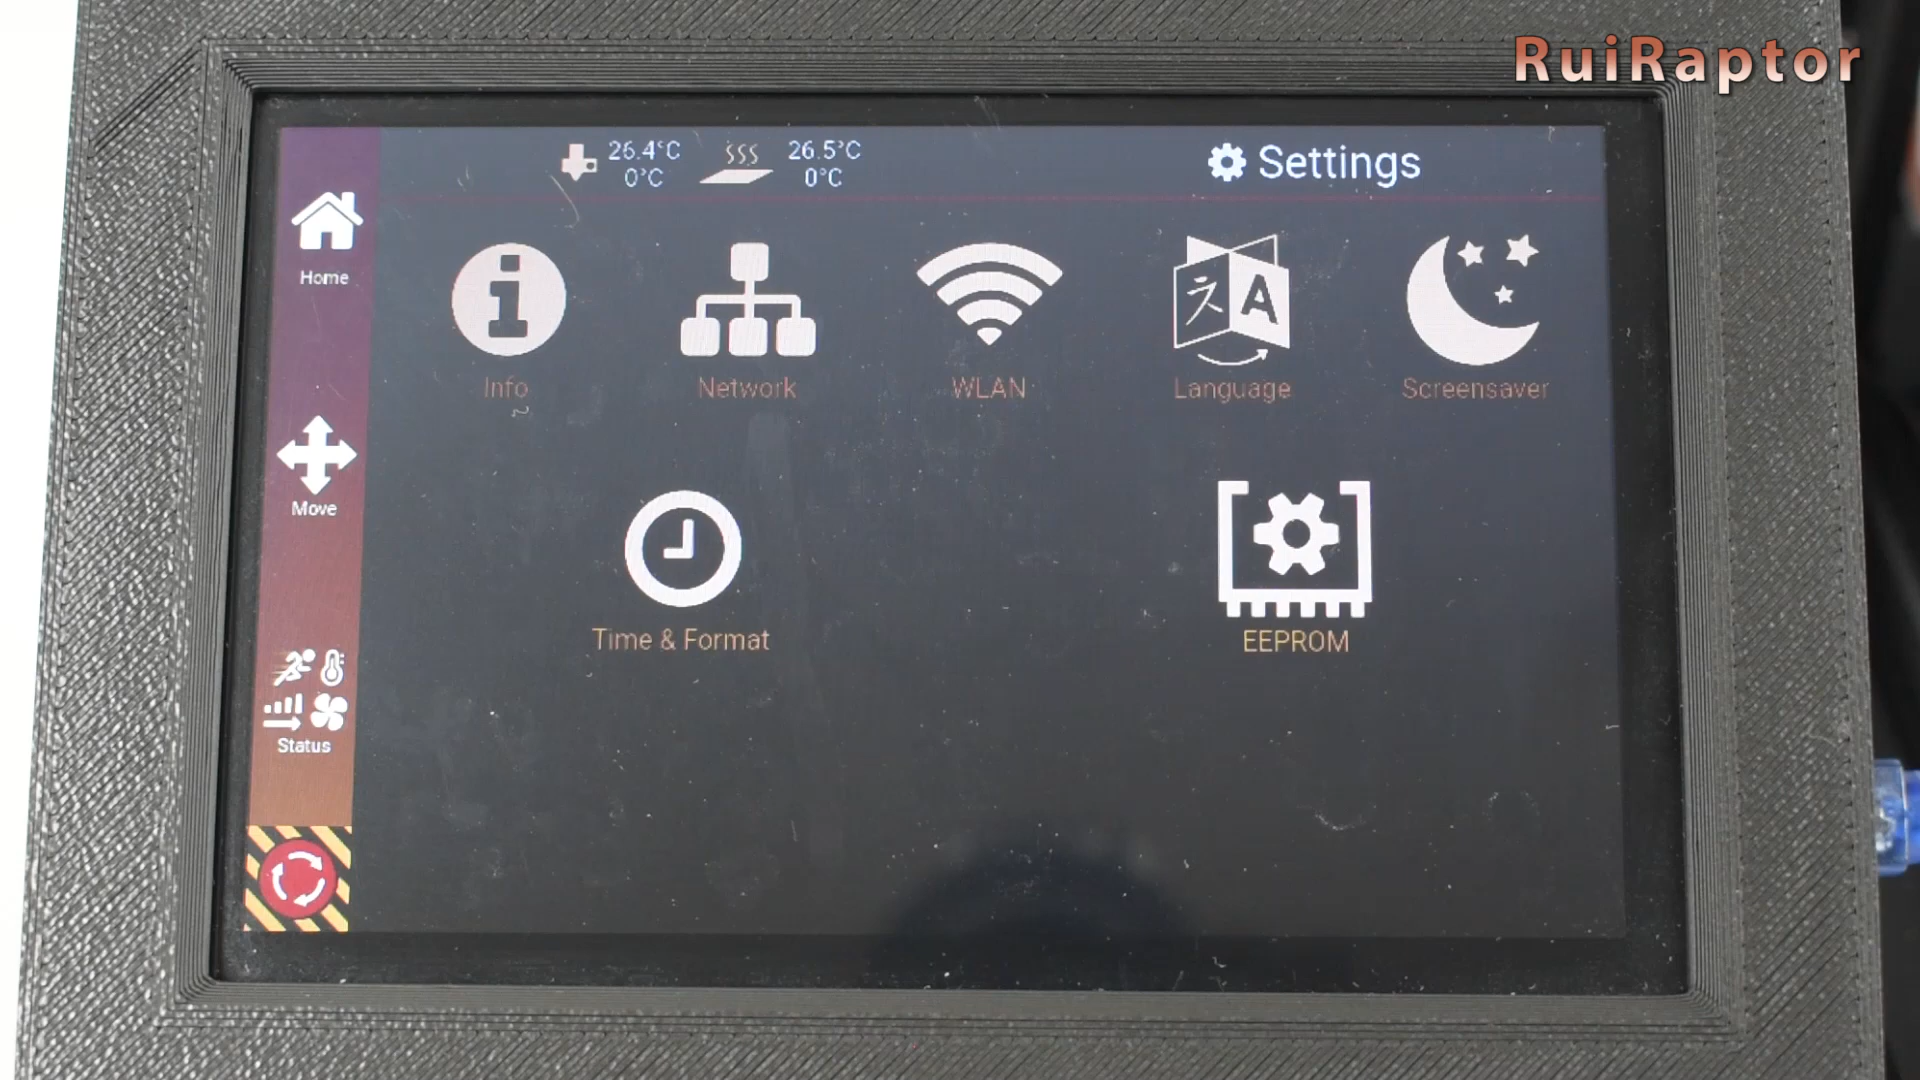 RuiRaptor
26.4°C
0°C
26.5°C
0°C
Settings
Home
Info
Network
WLAN
Language
Screensaver
Move
Time & Format
EEPROM
Status